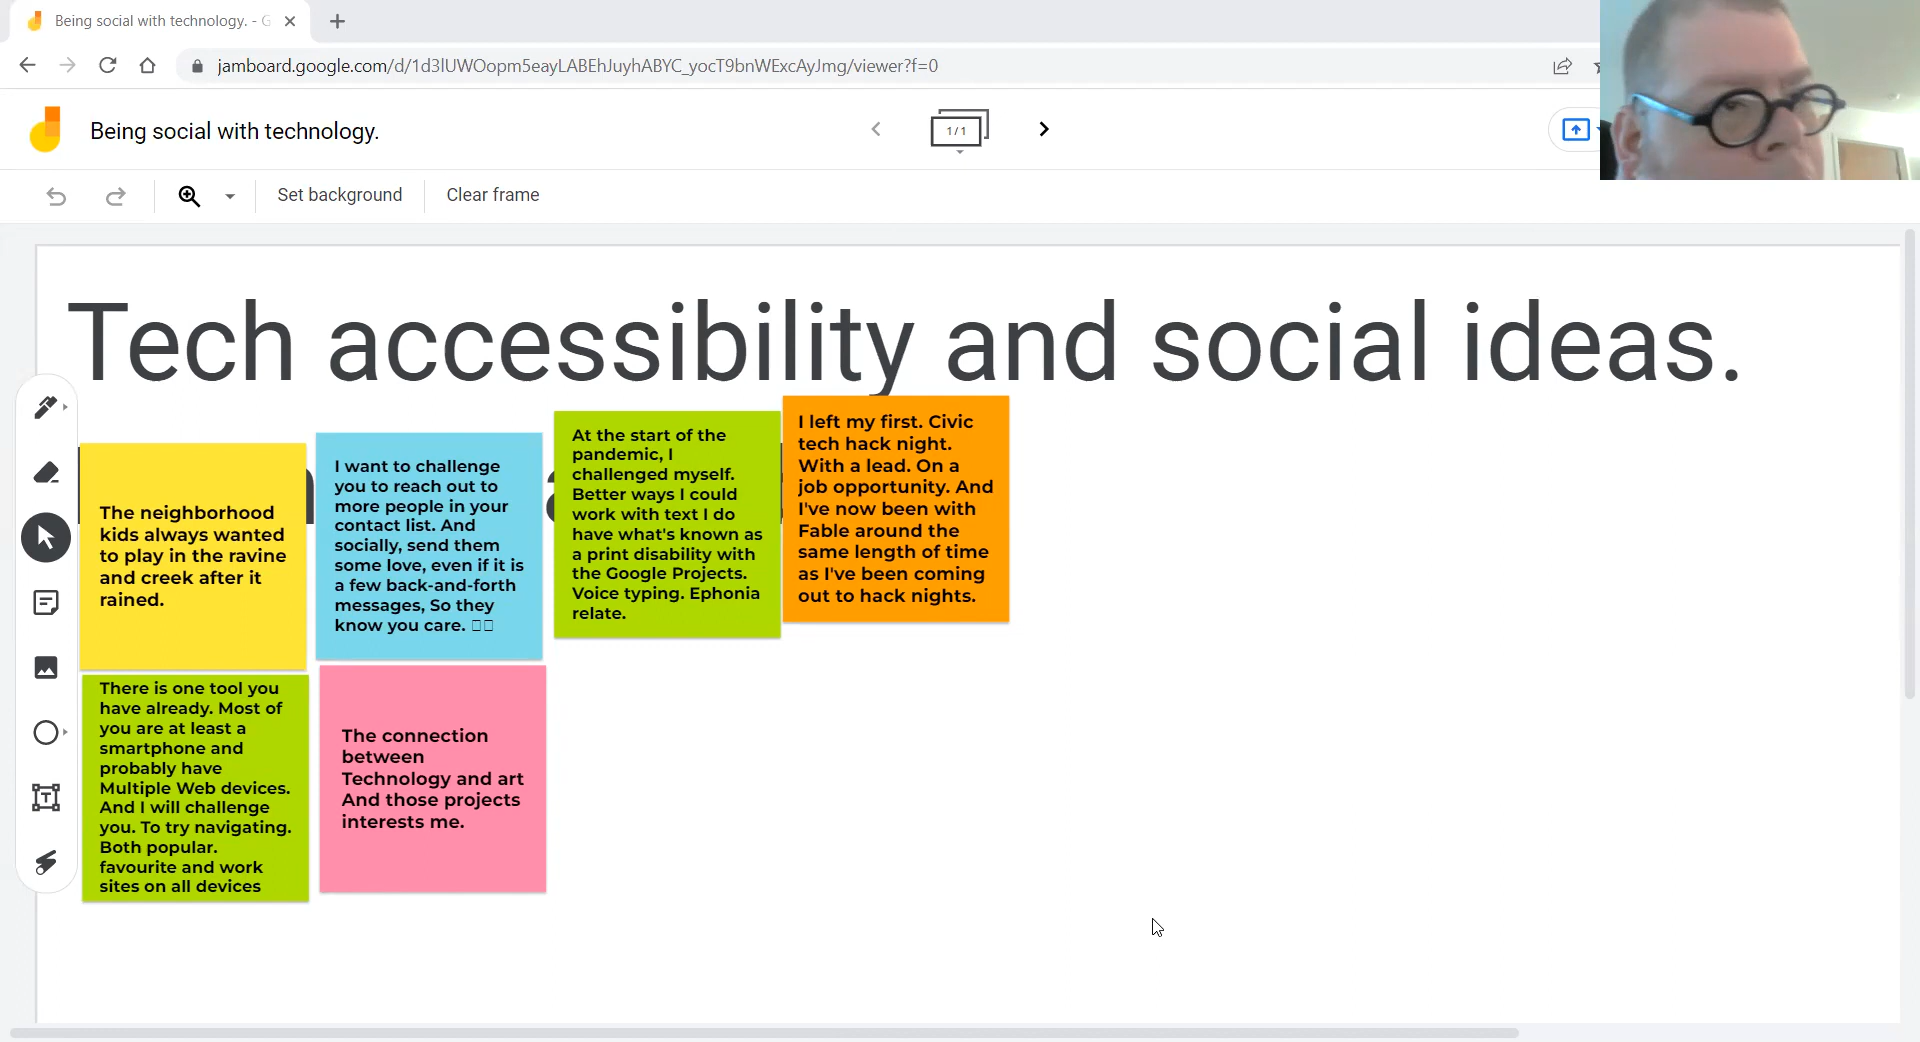 Being social with technology. - G
jamboard.google.com/d/1d3lUWOopm5eayLABEhJuyhABYC_yocT9bnWExcAyJmg/viewer?f=0
Being social with technology.
1/1
Set background
Clear frame
Tech accessibility and social ideas.
The neighborhood
kids always wanted
to play in the ravine
and creek after it
rained.
I want to challenge
you to reach out to
more people in your
contact list. And
socially, send them
some love, even if it is
a few back-and-forth
messages, So they
know you care.
At the start of the
pandemic, I
challenged myself.
Better ways I could
work with text I do
have what's known as
a print disability with
the Google Projects.
Voice typing. Ephonia
relate.
I left my first. Civic
tech hack night.
With a lead. On a
job opportunity. And
I've now been with
Fable around the
same length of time
as I've been coming
out to hack nights.
There is one tool you
have already. Most of
you are at least a
smartphone and
probably have
Multiple Web devices.
And I will challenge
you. To try navigating.
Both popular.
favourite and work
sites on all devices
The connection
between
Technology and art
And those projects
interests me.